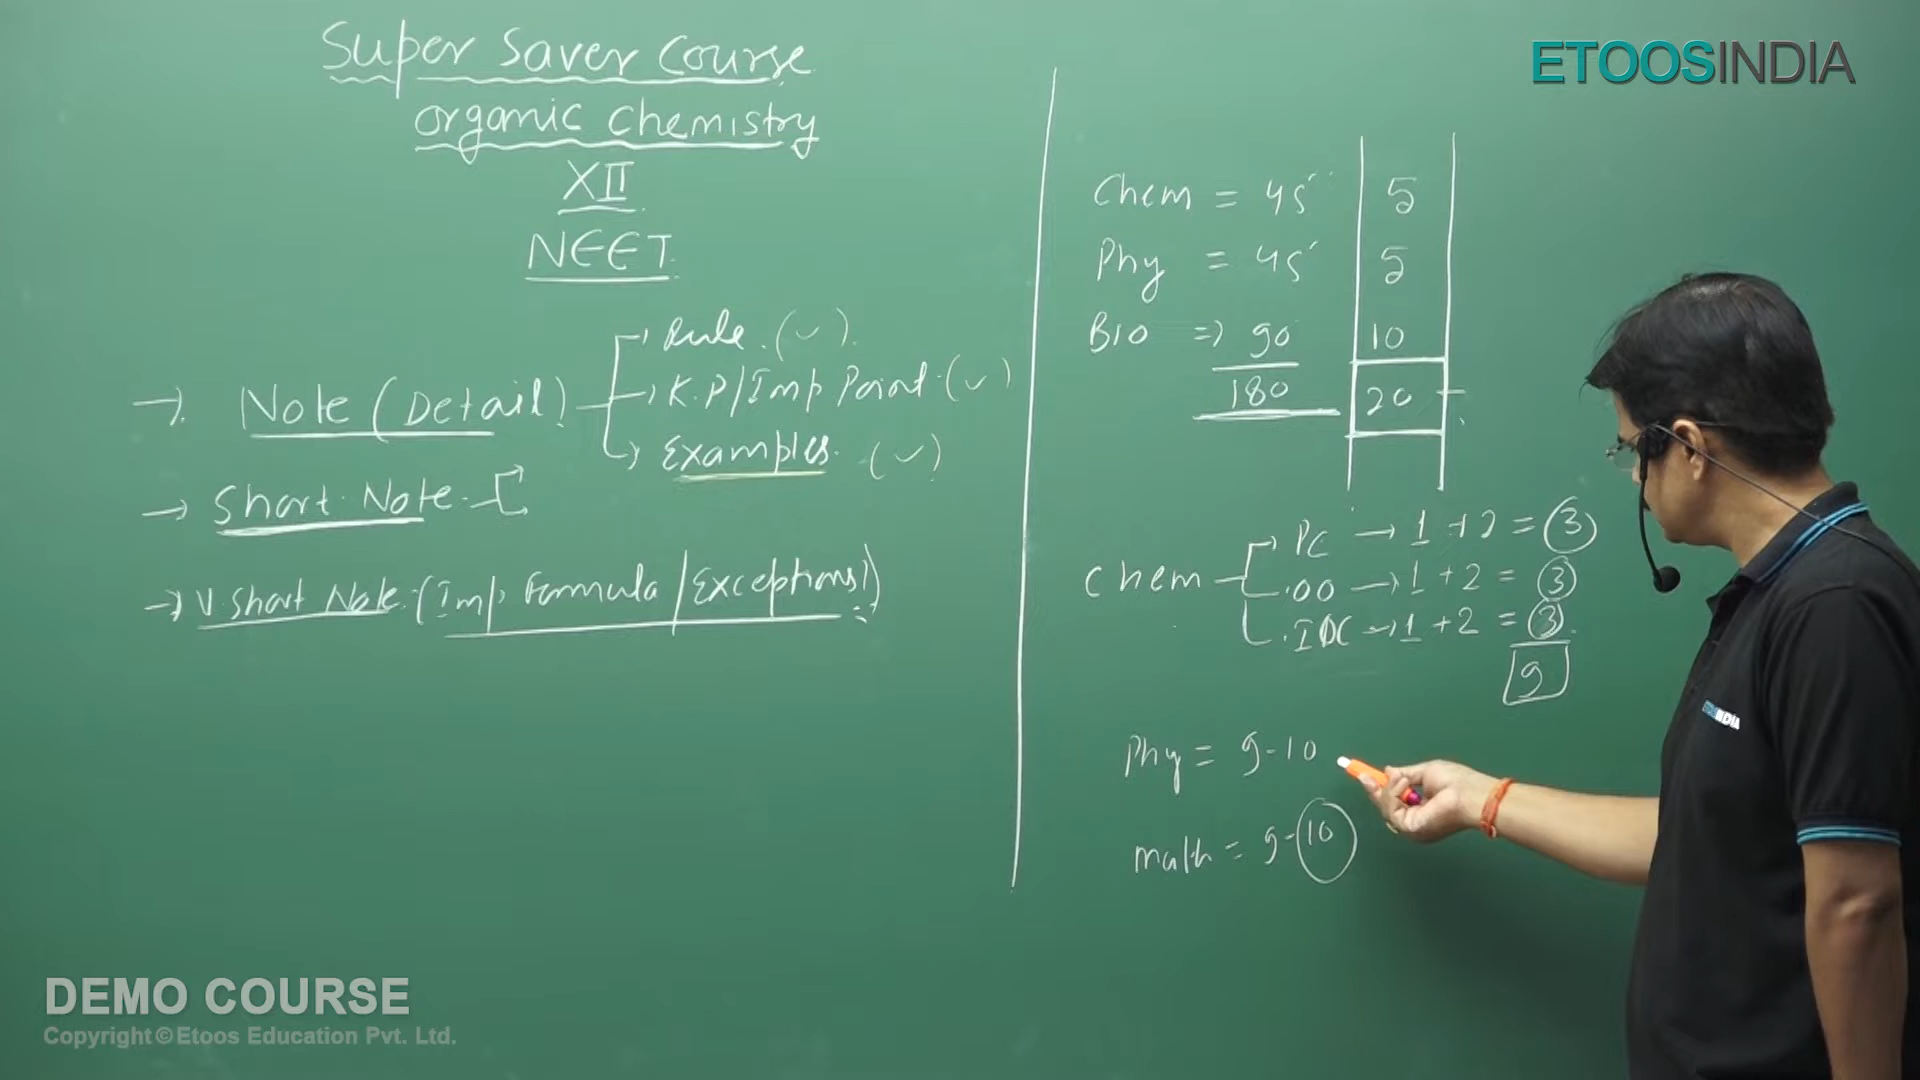 Super Saver Course
organic chemistry
XII
NEET
→ Note (Detail)
→ Rule. (✓).
→ K.P/Imp Point. (✓)
→ Examples. (✓)
→ Short Note.
→ V. Short Note. (Imp Formula / Exceptions)
ETOOSINDIA
Chem = 45 5
Phy = 45 5
BIO => 90 10
180 20
Chem
→ PC → 1 + 2 = 3
.OO → 1 + 2 = 3
.IOC → 1 + 2 = 3
9
Phy = 9-10
math = 9-10
ETOOSINDIA
DEMO COURSE
Copyright © Etoos Education Pvt. Ltd.